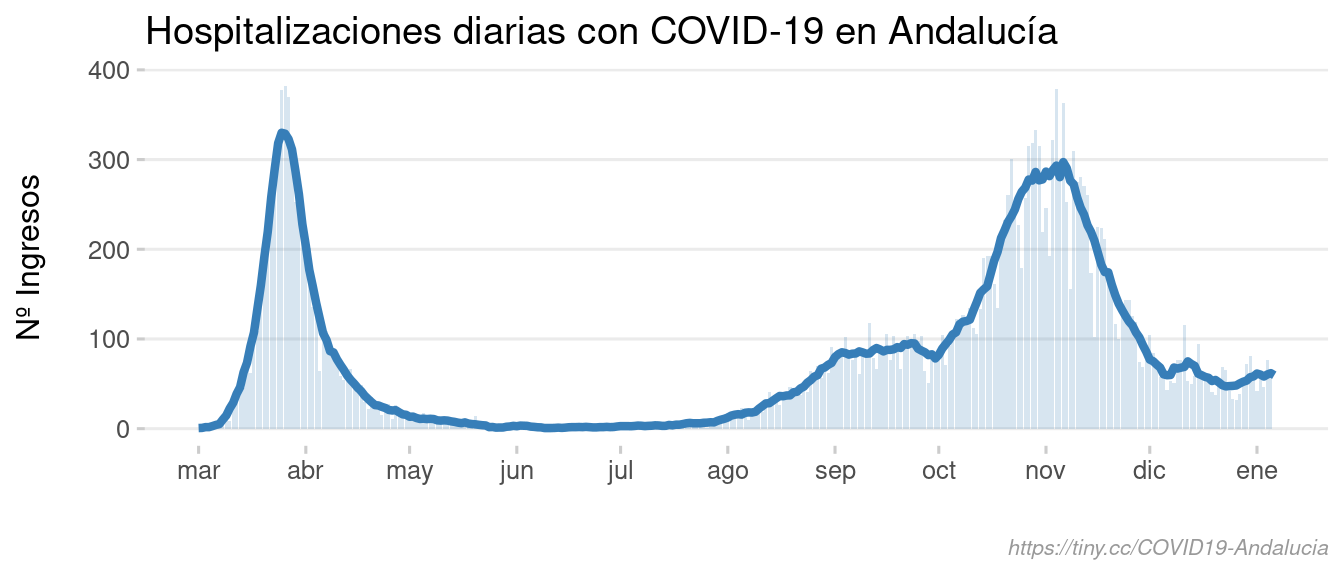 Hospitalizaciones diarias con COVID-19 en Andalucía
Nº Ingresos
400
300
200
100
0
mar abr may jun jul ago sep oct nov dic ene
https://tiny.cc/COVID19-Andalucia